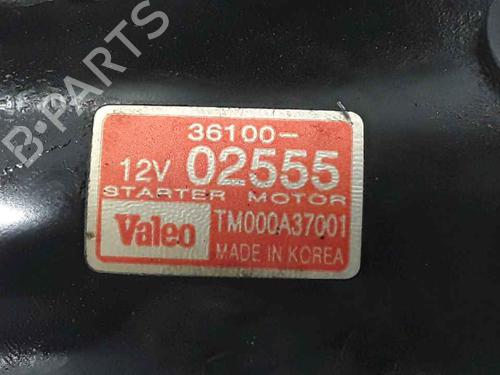 B-PARTS
36100-
12V 02555
STARTER MOTOR
Valeo TM000A37001
MADE IN KOREA